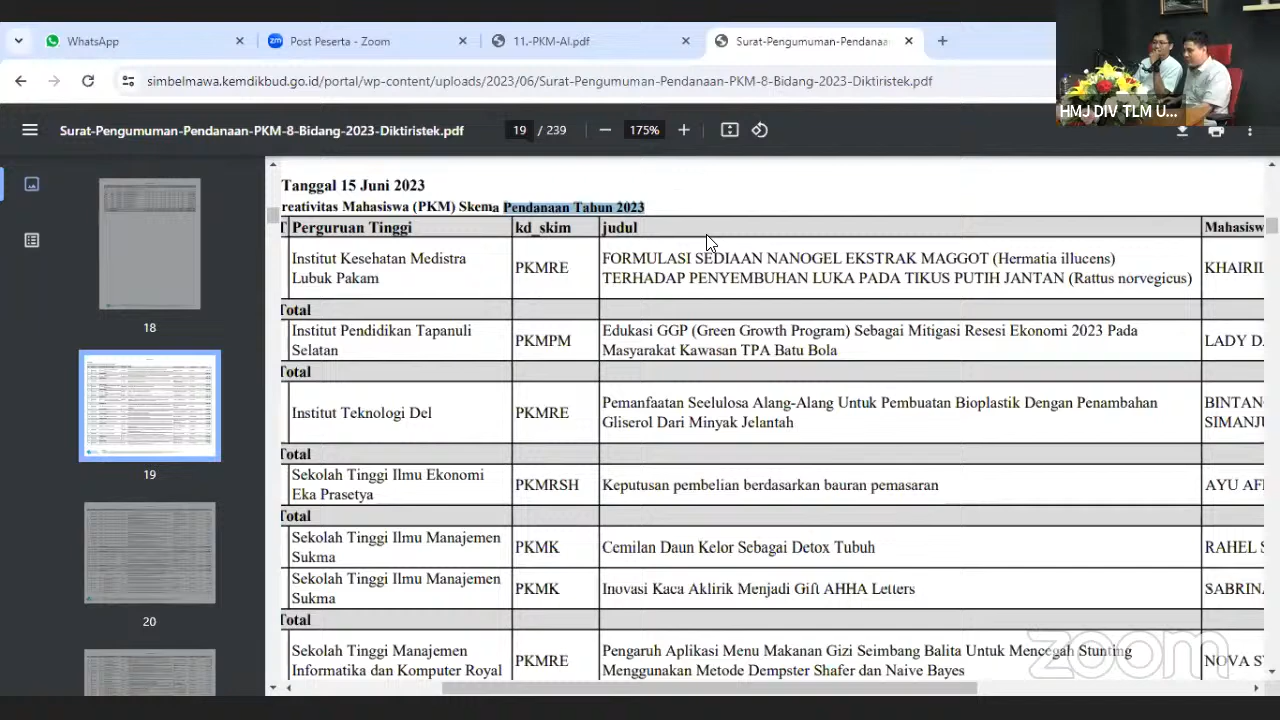 WhatsApp
Post Peserta - Zoom
11.-PKM-AI.pdf
Surat-Pengumuman-Pendana
simbelmawa.kemdikbud.go.id/portal/wp-content/uploads/2023/06/Surat-Pengumuman-Pendanaan-PKM-8-Bidang-2023-Diktiristek.pdf
HMJ DIV TLM U...
Surat-Pengumuman-Pendanaan-PKM-8-Bidang-2023-Diktiristek.pdf
19 / 239
175%
18
19
20
Tanggal 15 Juni 2023
reativitas Mahasiswa (PKM) Skema Pendanaan Tahun 2023
Perguruan Tinggi kd_skim judul Mahasisw
Institut Kesehatan Medistra
Lubuk Pakam
PKMRE
FORMULASI SEDIAAN NANOGEL EKSTRAK MAGGOT (Hermatia illucens)
TERHADAP PENYEMBUHAN LUKA PADA TIKUS PUTIH JANTAN (Rattus norvegicus)
KHAIRIL
Total
Institut Pendidikan Tapanuli
Selatan
PKMPM
Edukasi GGP (Green Growth Program) Sebagai Mitigasi Resesi Ekonomi 2023 Pada
Masyarakat Kawasan TPA Batu Bola
LADY DA
Total
Institut Teknologi Del
PKMRE
Pemanfaatan Seelulosa Alang-Alang Untuk Pembuatan Bioplastik Dengan Penambahan
Gliserol Dari Minyak Jelantah
BINTANG
SIMANJU
Total
Sekolah Tinggi Ilmu Ekonomi
Eka Prasetya
PKMRSH
Keputusan pembelian berdasarkan bauran pemasaran
AYU AFR
Total
Sekolah Tinggi Ilmu Manajemen
Sukma
PKMK
Cemilan Daun Kelor Sebagai Detox Tubuh
RAHEL S
Sekolah Tinggi Ilmu Manajemen
Sukma
PKMK
Inovasi Kaca Aklirik Menjadi Gift AHHA Letters
SABRINA
Total
Sekolah Tinggi Manajemen
Informatika dan Komputer Royal
PKMRE
Pengaruh Aplikasi Menu Makanan Gizi Seimbang Balita Untuk Mencegah Stunting
Menggunakan Metode Dempster Shafer dan Naive Bayes
NOVA SY
zoom